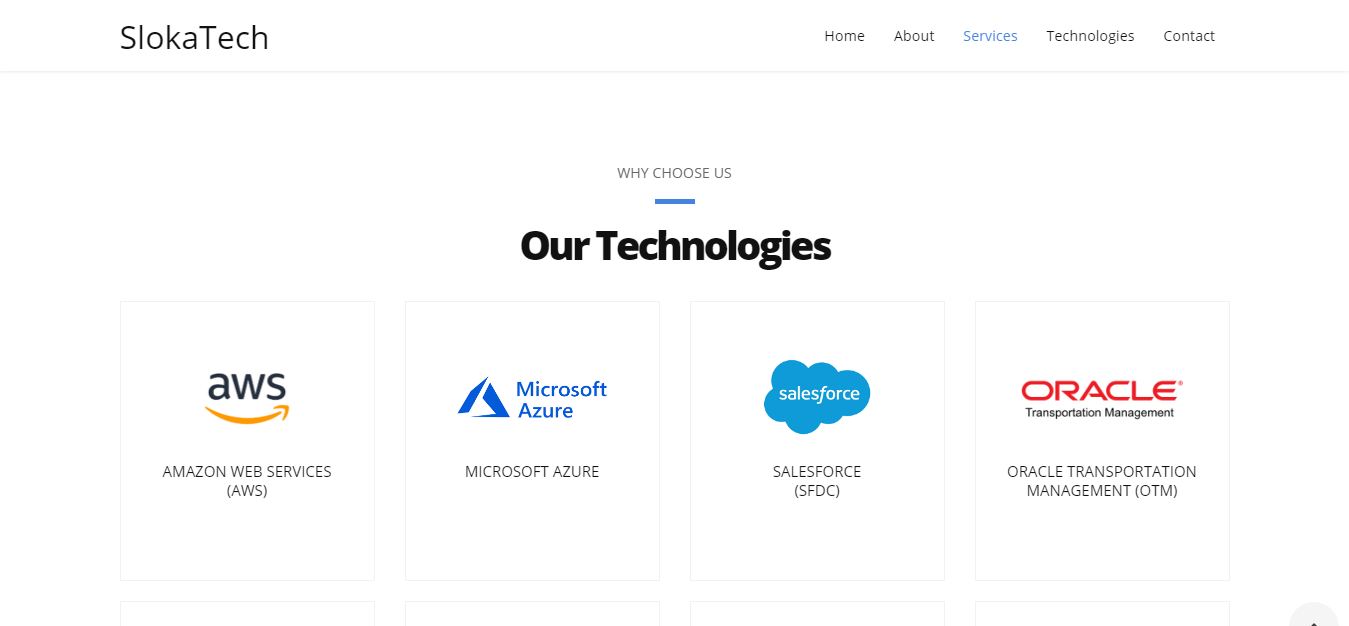 SlokaTech
Home About Services Technologies Contact
WHY CHOOSE US
Our Technologies
aws
Microsoft
Azure
salesforce
ORACLE®
Transportation Management
AMAZON WEB SERVICES
(AWS)
MICROSOFT AZURE
SALESFORCE
(SFDC)
ORACLE TRANSPORTATION
MANAGEMENT (OTM)